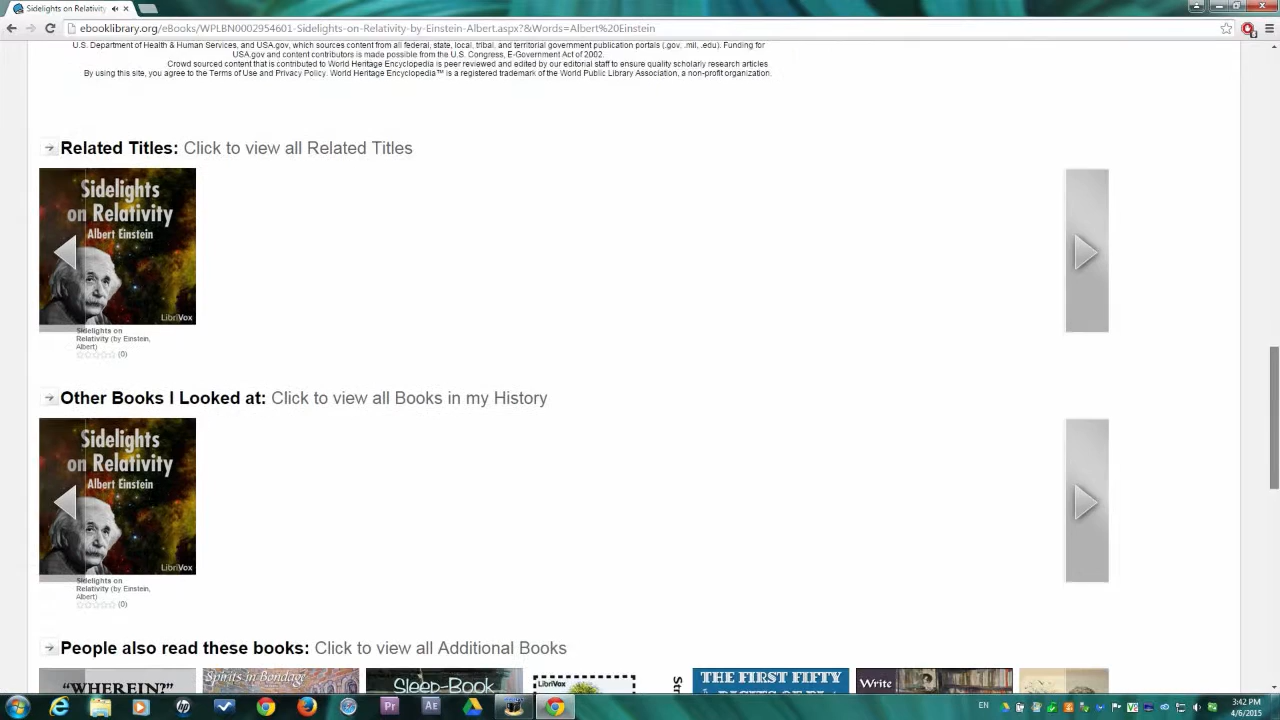 Sidelights on Relativity
ebooklibrary.org/eBooks/WPLBN0002954601-Sidelights-on-Relativity-by-Einstein-Albert.aspx?&Words=Albert%20Einstein
U.S. Department of Health & Human Services, and USA.gov, which sources content from all federal, state, local, tribal, and territorial government publication portals (.gov, .mil, .edu). Funding for
USA.gov and content contributors is made possible from the U.S. Congress, E-Government Act of 2002.
Crowd sourced content that is contributed to World Heritage Encyclopedia is peer reviewed and edited by our editorial staff to ensure quality scholarly research articles.
By using this site, you agree to the Terms of Use and Privacy Policy. World Heritage Encyclopedia™ is a registered trademark of the World Public Library Association, a non-profit organization.
Related Titles: Click to view all Related Titles
Sidelights
on Relativity
Albert Einstein
LibriVox
Sidelights on
Relativity (by Einstein,
Albert)
(0)
Other Books I Looked at: Click to view all Books in my History
Sidelights
on Relativity
Albert Einstein
LibriVox
Sidelights on
Relativity (by Einstein,
Albert)
(0)
People also read these books: Click to view all Additional Books
"WHEREIN?"
Spirits in Bondage
Sleep-Book
LibriVox
THE FIRST FIFTY
Write
EN
3:42 PM
4/6/2015